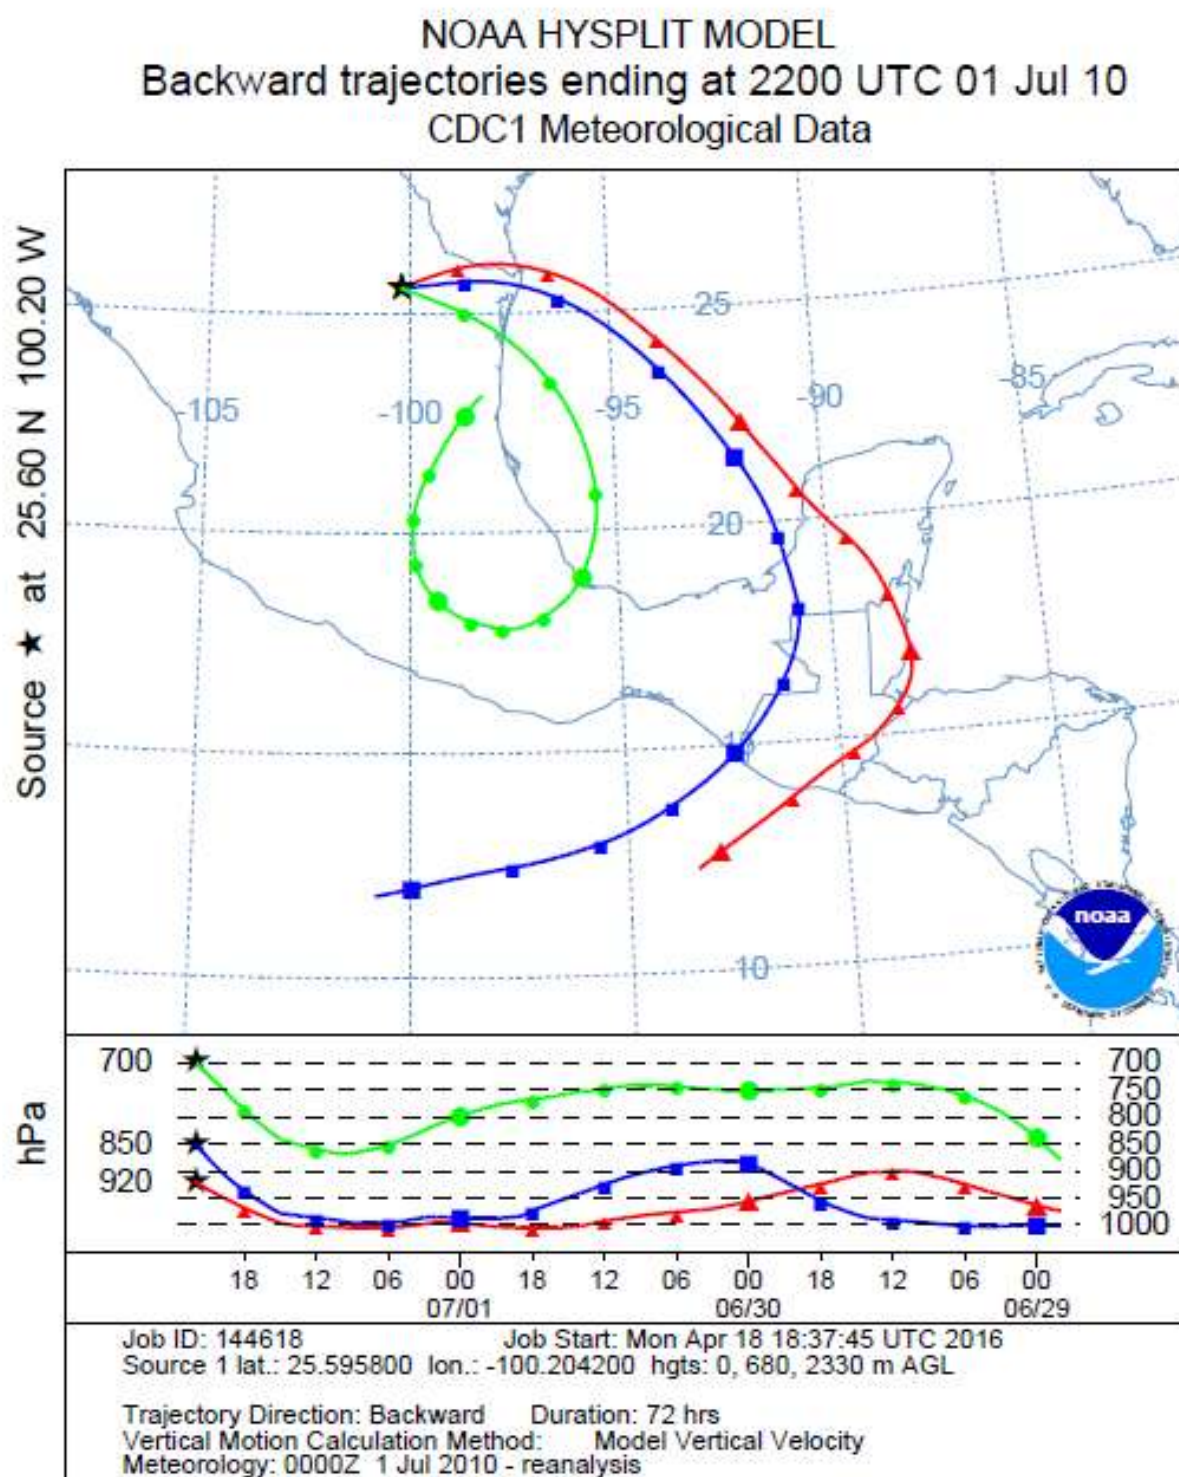 NOAA HYSPLIT MODEL
Backward trajectories ending at 2200 UTC 01 Jul 10
CDC1 Meteorological Data
Source ★ at 25.60 N 100.20 W
25
-105
-100
-95
-90
-85
20
15
10
noaa
hPa
700
850
920
700
750
800
850
900
950
1000
18 12 06 00 18 12 06 00 18 12 06 00
07/01 06/30 06/29
Job ID: 144618 Job Start: Mon Apr 18 18:37:45 UTC 2016
Source 1 lat.: 25.595800 lon.: -100.204200 hgts: 0, 680, 2330 m AGL
Trajectory Direction: Backward Duration: 72 hrs
Vertical Motion Calculation Method: Model Vertical Velocity
Meteorology: 0000Z 1 Jul 2010 - reanalysis